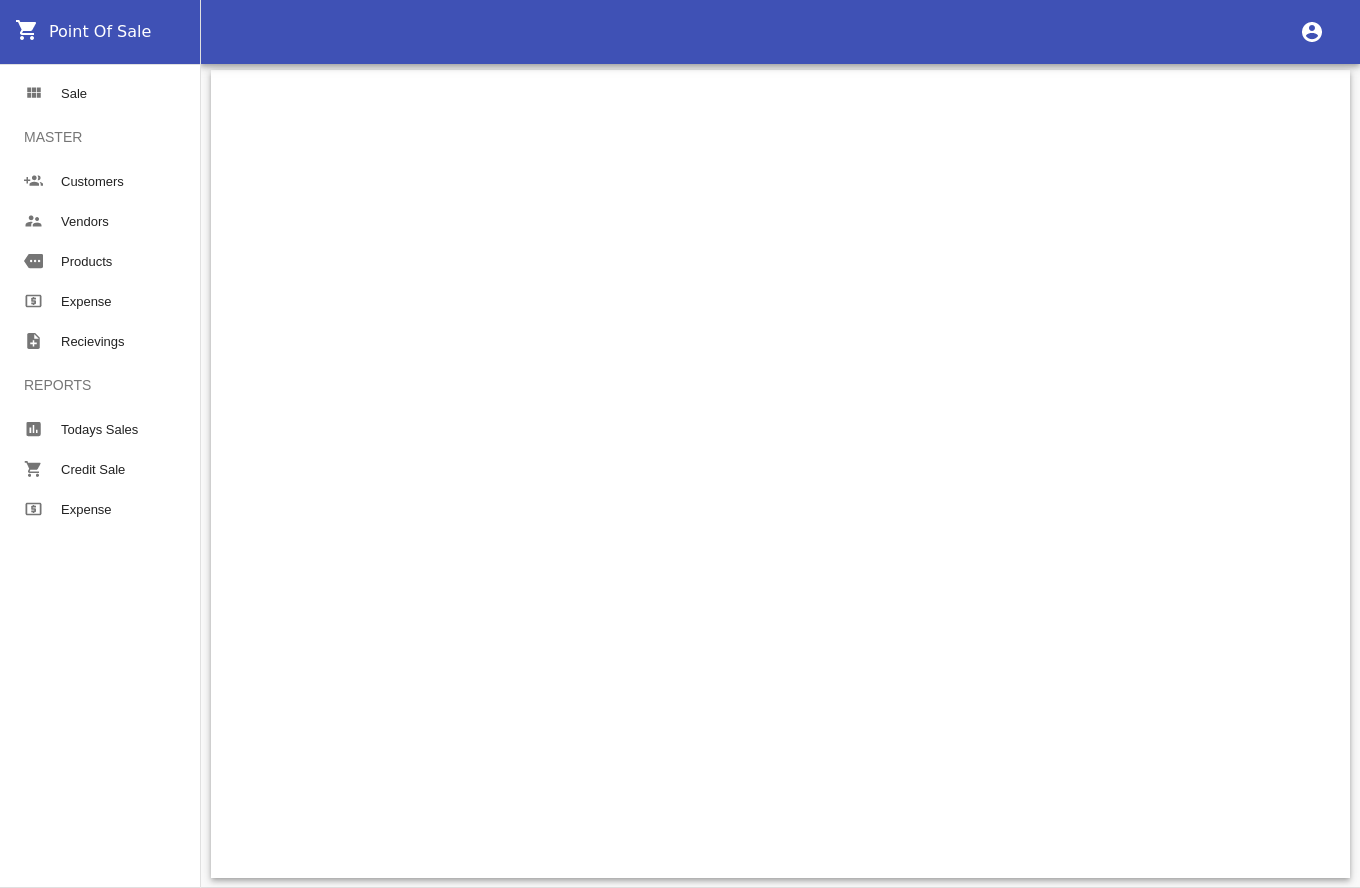 Point Of Sale
Sale
MASTER
Customers
Vendors
Products
Expense
Recievings
REPORTS
Todays Sales
Credit Sale
Expense